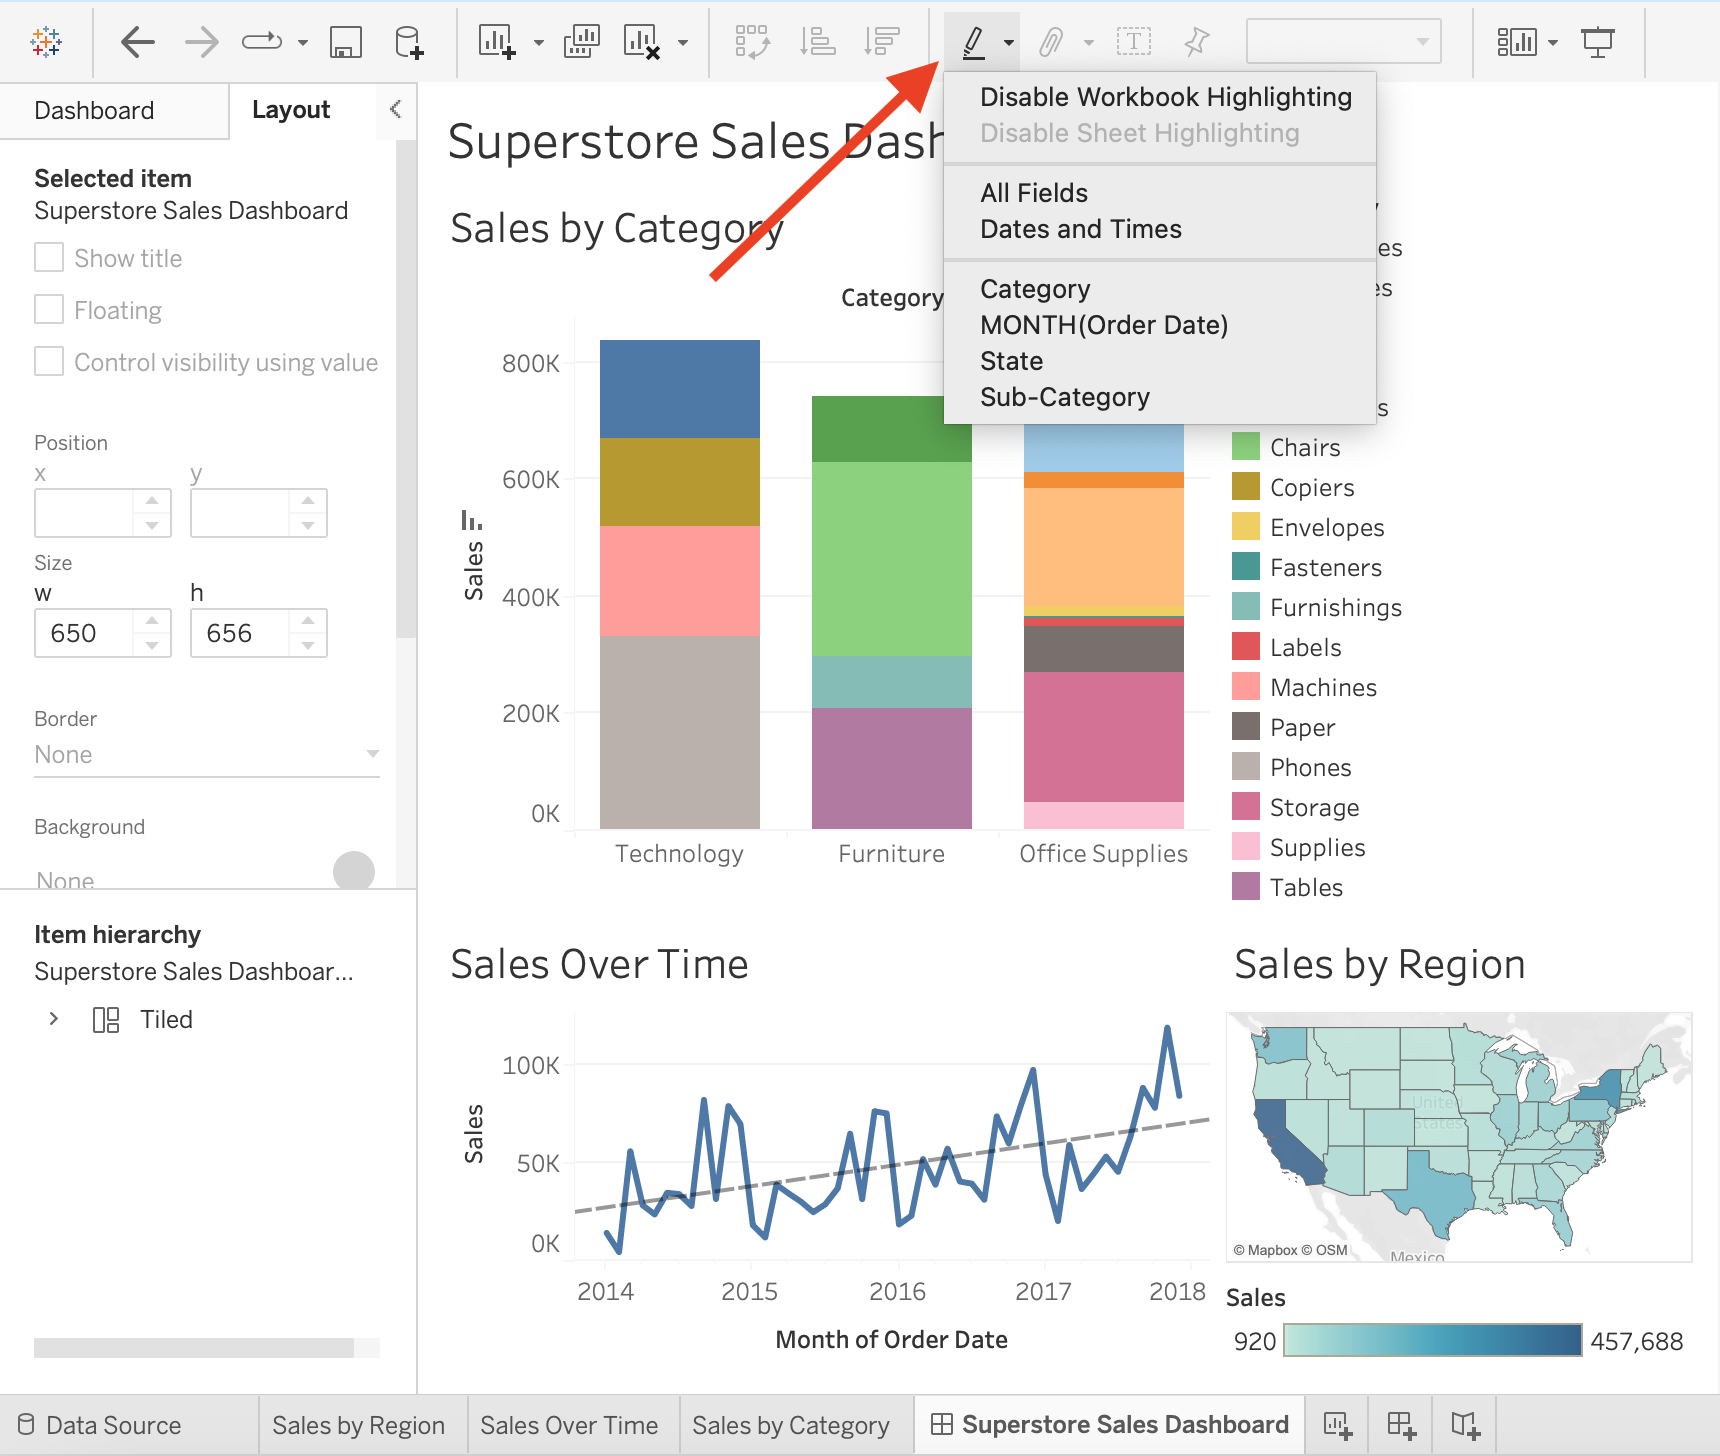 Dashboard
Layout
Selected item
Superstore Sales Dashboard
Show title
Floating
Control visibility using value
Position
x
y
Size
w
h
650
656
Border
None
Background
None
Item hierarchy
Superstore Sales Dashboar...
Tiled
T
Disable Workbook Highlighting
Disable Sheet Highlighting
All Fields
Dates and Times
Category
MONTH(Order Date)
State
Sub-Category
Superstore Sales Dash
Sales by Category
Category
800K
600K
400K
200K
0K
Sales
Technology
Furniture
Office Supplies
Chairs
Copiers
Envelopes
Fasteners
Furnishings
Labels
Machines
Paper
Phones
Storage
Supplies
Tables
Sales Over Time
100K
50K
0K
Sales
2014
2015
2016
2017
2018
Month of Order Date
Sales by Region
United
States
Mexico
© Mapbox © OSM
Sales
920
457,688
Data Source
Sales by Region
Sales Over Time
Sales by Category
Superstore Sales Dashboard